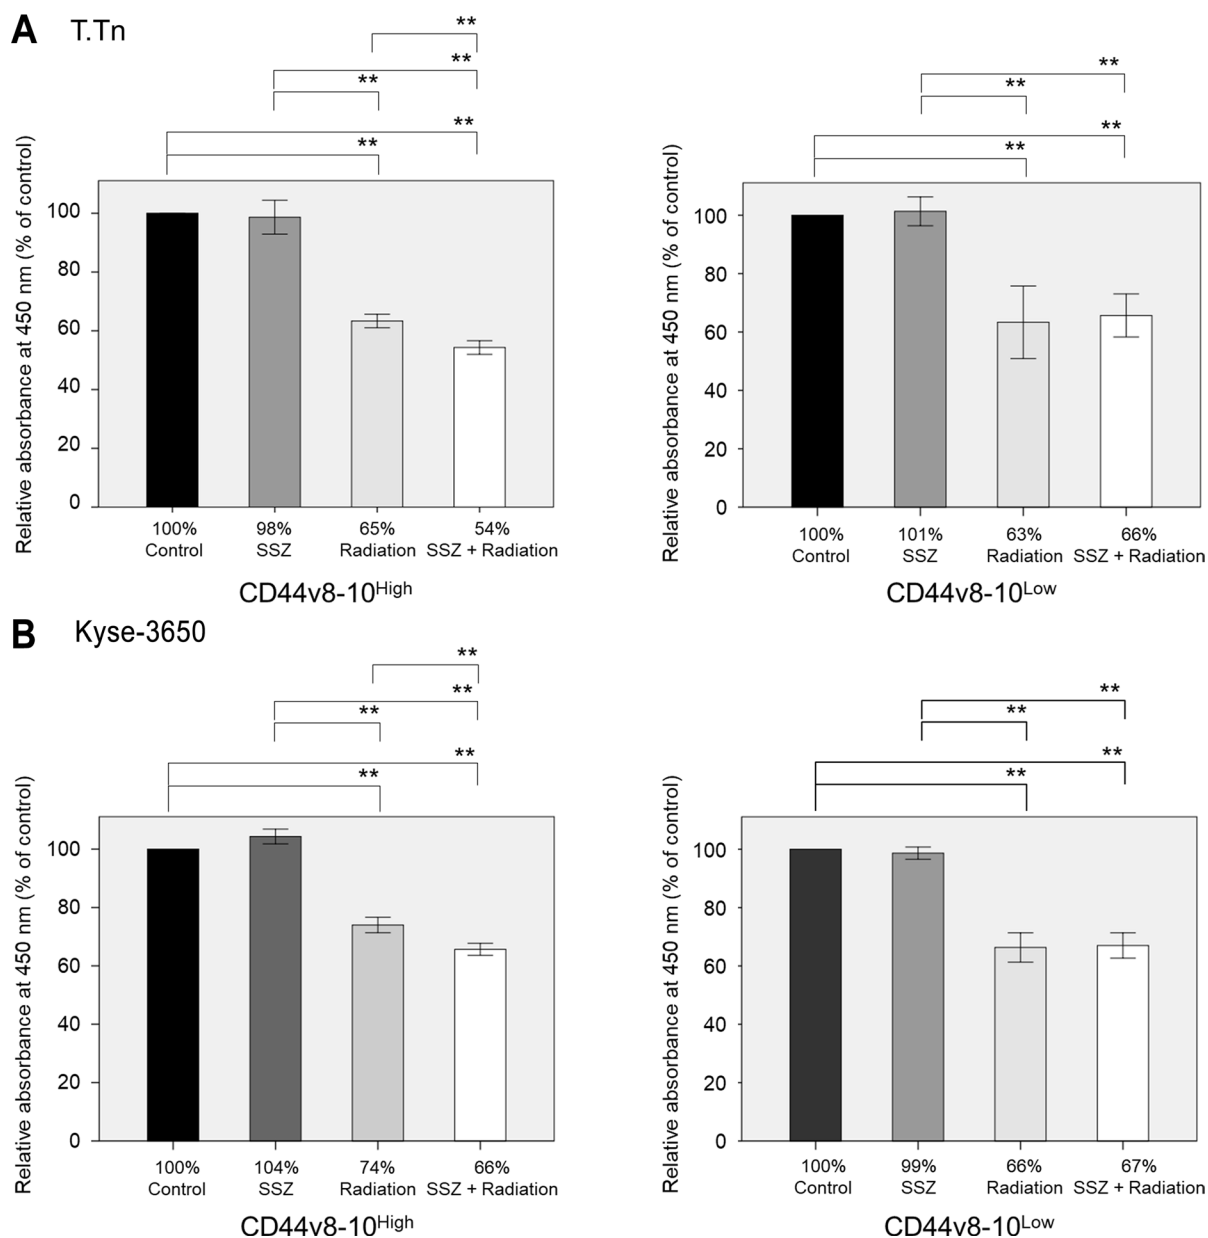 A T.Tn
** 
**
**
**
**
Relative absorbance at 450 nm (% of control)
100
80
60
40
20
0
100% 98% 65% 54%
Control SSZ Radiation SSZ + Radiation
CD44v8-10High
**
**
**
**
Relative absorbance at 450 nm (% of control)
100
80
60
40
20
0
100% 101% 63% 66%
Control SSZ Radiation SSZ + Radiation
CD44v8-10Low
B Kyse-3650
**
**
**
**
**
Relative absorbance at 450 nm (% of control)
100
80
60
40
20
0
100% 104% 74% 66%
Control SSZ Radiation SSZ + Radiation
CD44v8-10High
**
**
**
**
Relative absorbance at 450 nm (% of control)
100
80
60
40
20
0
100% 99% 66% 67%
Control SSZ Radiation SSZ + Radiation
CD44v8-10Low